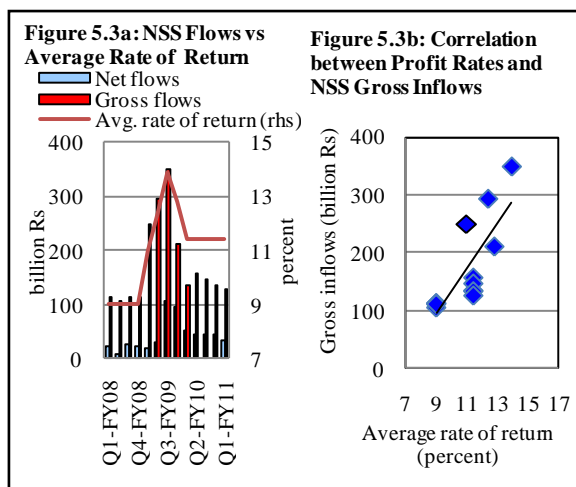 Figure 5.3a: NSS Flows vs
Average Rate of Return
Net flows
Gross flows
Avg. rate of return (rhs)
400
300
200
100
0
billion Rs
15
13
11
9
7
percent
Q1-FY08
Q4-FY08
Q3-FY09
Q2-FY10
Q1-FY11
Figure 5.3b: Correlation
between Profit Rates and
NSS Gross Inflows
400
300
200
100
0
Gross inflows (billion Rs)
7 9 11 13 15 17
Average rate of return
(percent)